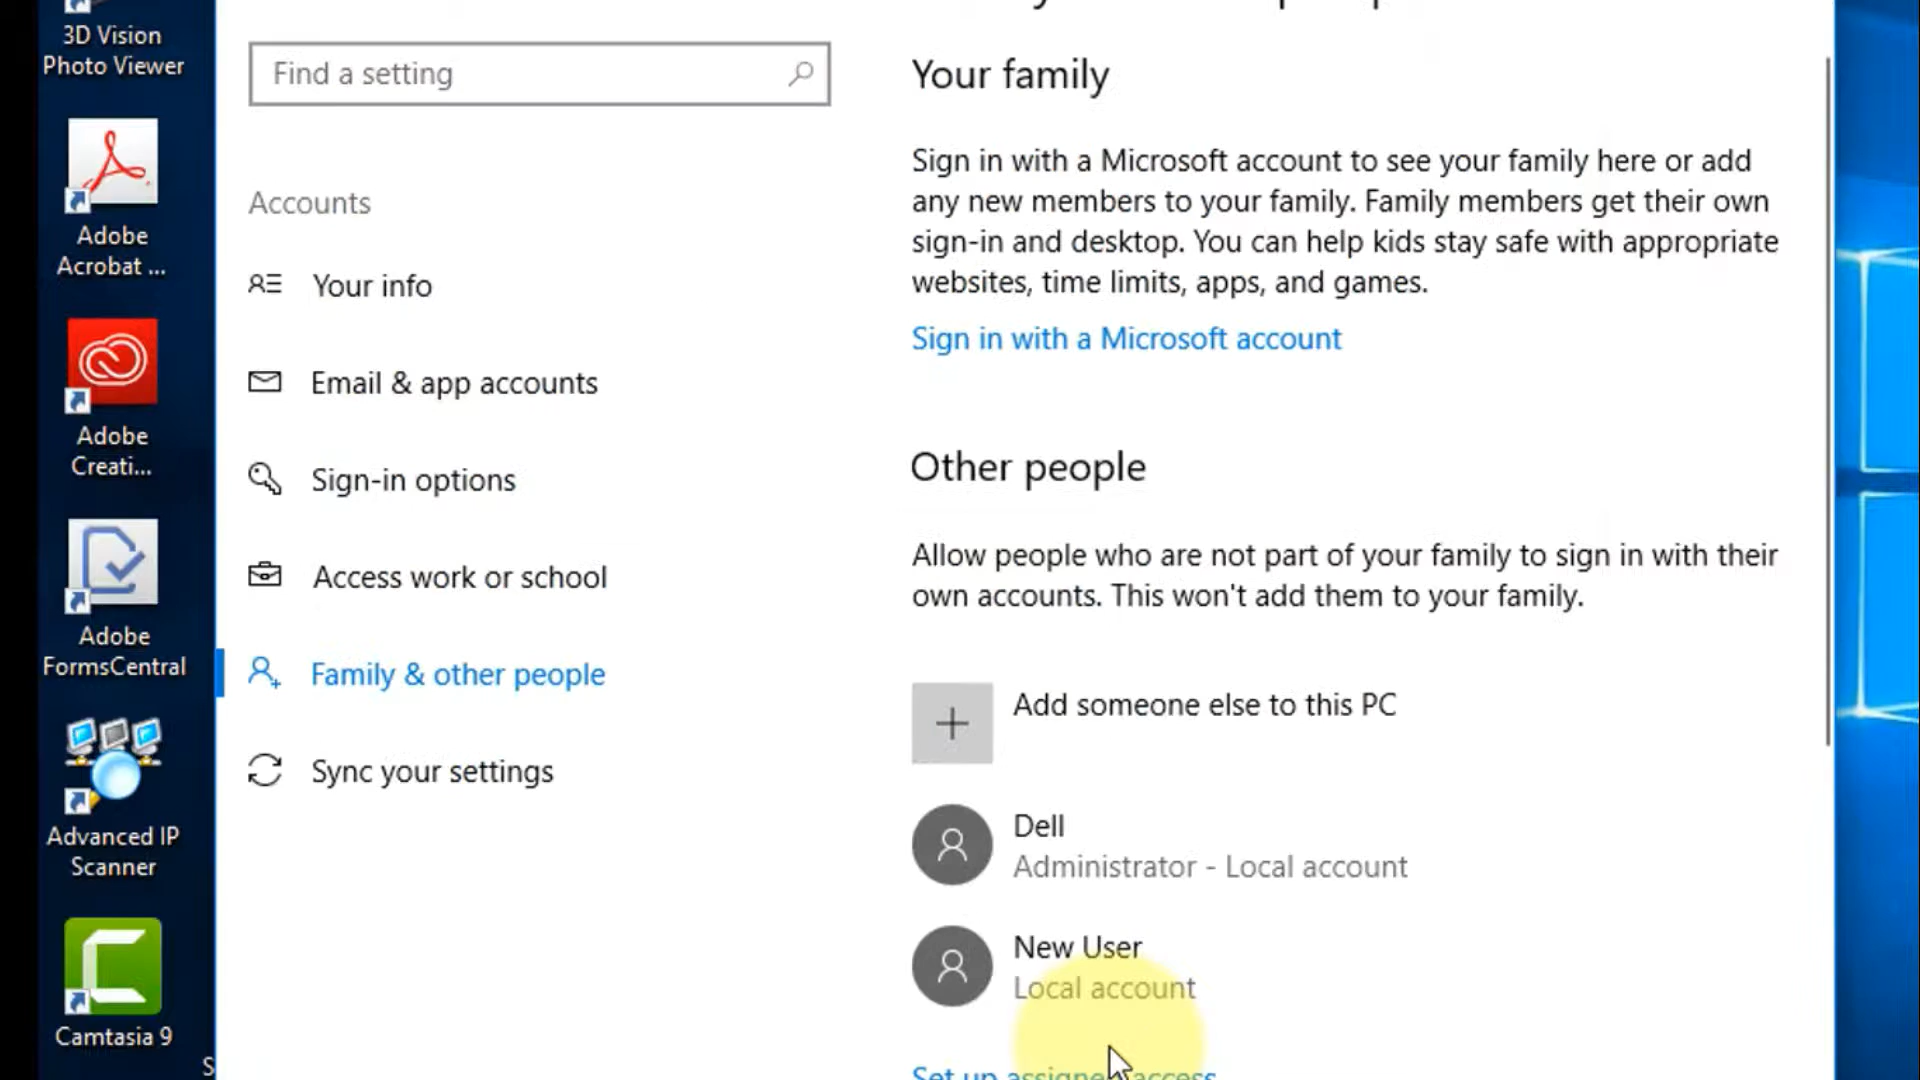 3D Vision
Photo Viewer
Adobe
Acrobat ...
Adobe
Creati...
Adobe
FormsCentral
Advanced IP
Scanner
Camtasia 9
S
Find a setting
Accounts
Your info
Email & app accounts
Sign-in options
Access work or school
Family & other people
Sync your settings
Your family
Sign in with a Microsoft account to see your family here or add
any new members to your family. Family members get their own
sign-in and desktop. You can help kids stay safe with appropriate
websites, time limits, apps, and games.
Sign in with a Microsoft account
Other people
Allow people who are not part of your family to sign in with their
own accounts. This won't add them to your family.
Add someone else to this PC
Dell
Administrator - Local account
New User
Local account
Set up assigned access